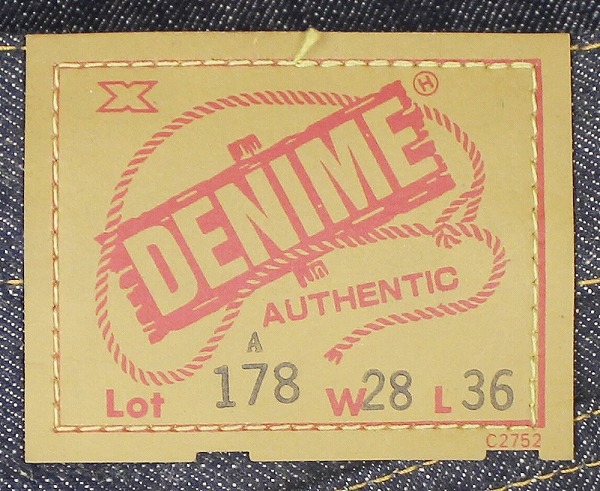 X
DENIME Ⓗ
AUTHENTIC
A
Lot 178 W28 L36
C2752